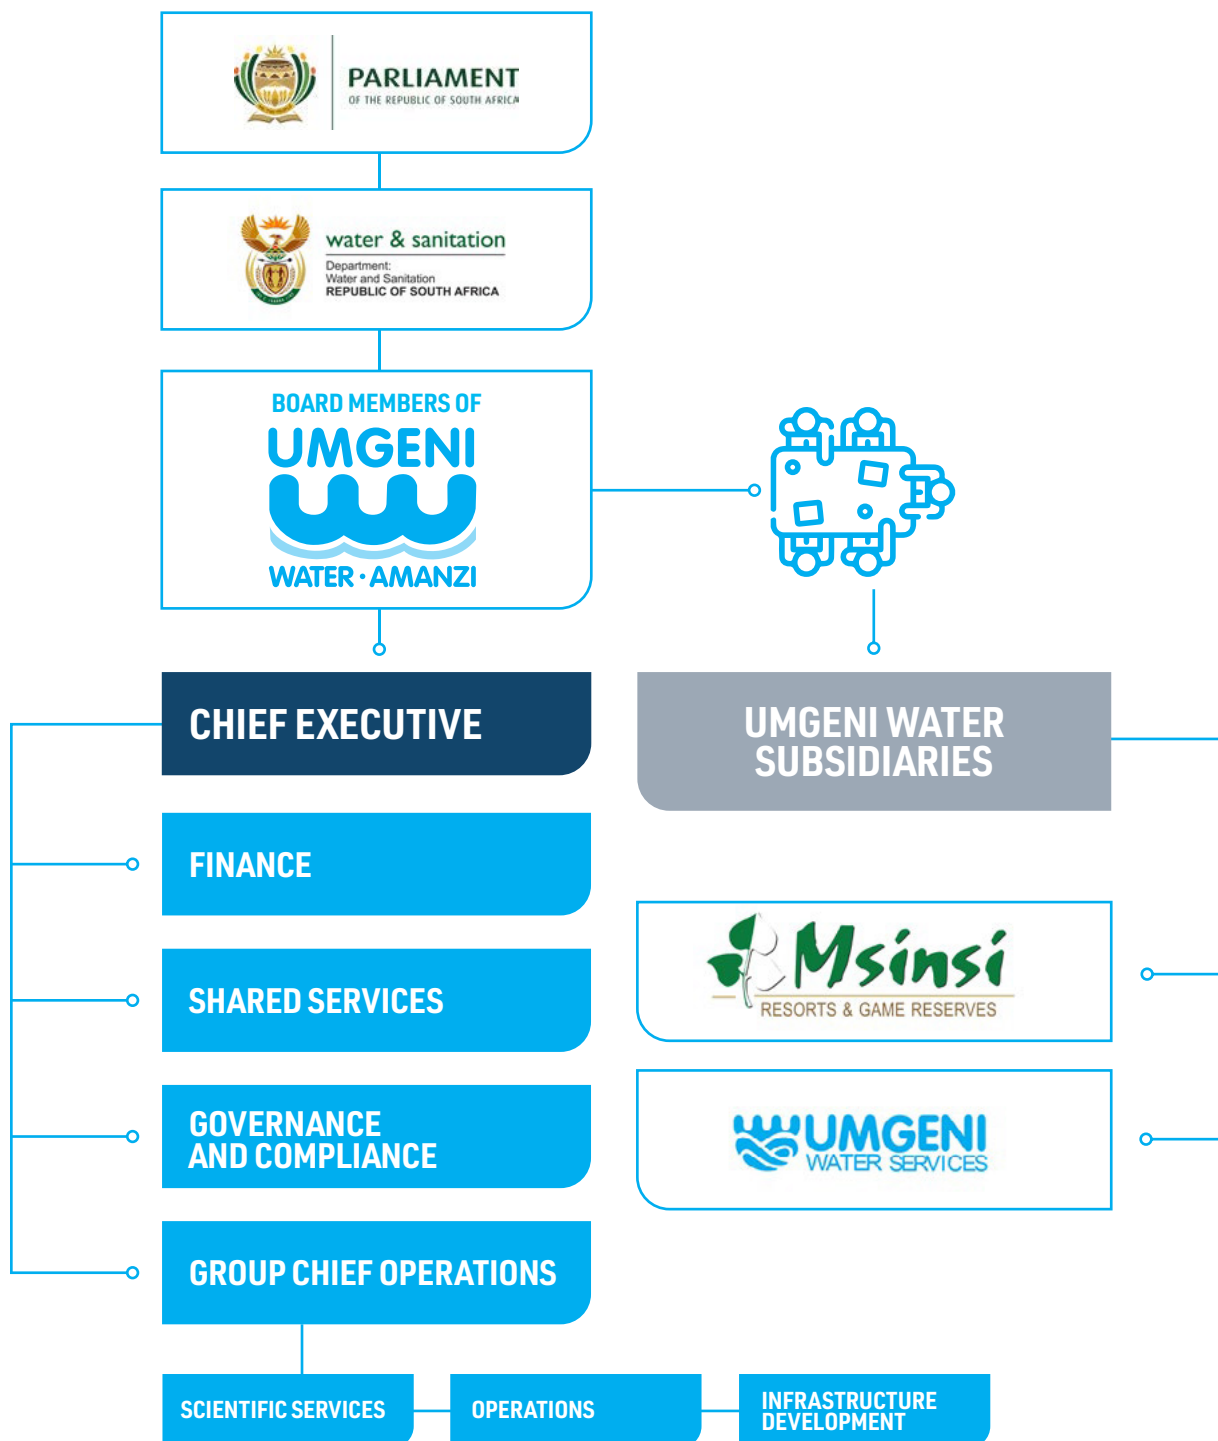 PARLIAMENT
OF THE REPUBLIC OF SOUTH AFRICA
water & sanitation
Department:
Water and Sanitation
REPUBLIC OF SOUTH AFRICA
BOARD MEMBERS OF
UMGENI
WATER · AMANZI
CHIEF EXECUTIVE
UMGENI WATER
SUBSIDIARIES
FINANCE
Msinsi
RESORTS & GAME RESERVES
SHARED SERVICES
GOVERNANCE
AND COMPLIANCE
UMGENI
WATER SERVICES
GROUP CHIEF OPERATIONS
SCIENTIFIC SERVICES
OPERATIONS
INFRASTRUCTURE
DEVELOPMENT